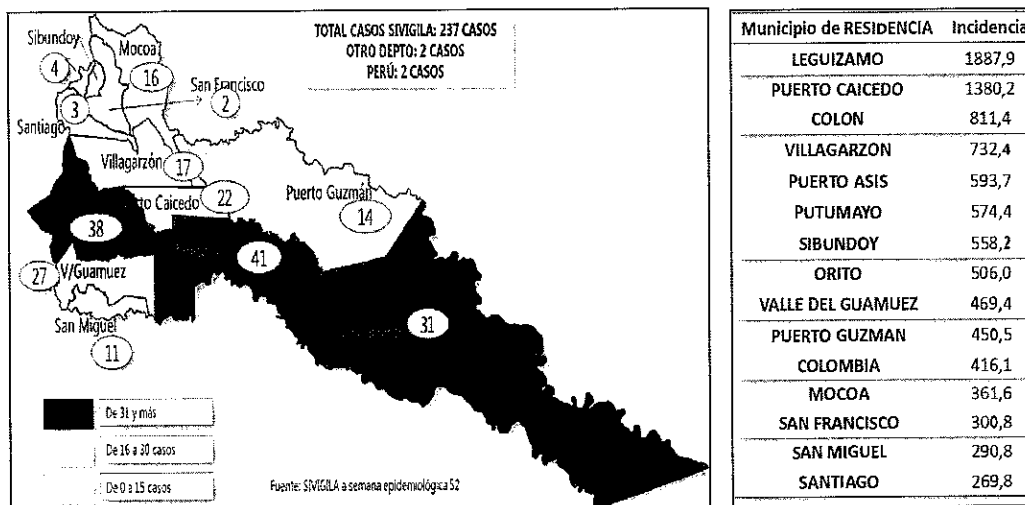 TOTAL CASOS SIVIGILA: 237 CASOS
OTRO DEPTO: 2 CASOS
PERÚ: 2 CASOS
Sibundoy
4
Mocoa
16
San Francisco
2
3
Santiago
Villagarzón
17
rto Caicedo
22
Puerto Guzmán
14
38
41
27
V/Guamuez
31
San Miguel
11
De 31 y más
De 16 a 30 casos
De 0 a 15 casos
Fuente: SIVIGILA a semana epidemiológica 52
Municipio de RESIDENCIA Incidencia
LEGUIZAMO 1887,9
PUERTO CAICEDO 1380,2
COLON 811,4
VILLAGARZON 732,4
PUERTO ASIS 593,7
PUTUMAYO 574,4
SIBUNDOY 558,2
ORITO 506,0
VALLE DEL GUAMUEZ 469,4
PUERTO GUZMAN 450,5
COLOMBIA 416,1
MOCOA 361,6
SAN FRANCISCO 300,8
SAN MIGUEL 290,8
SANTIAGO 269,8